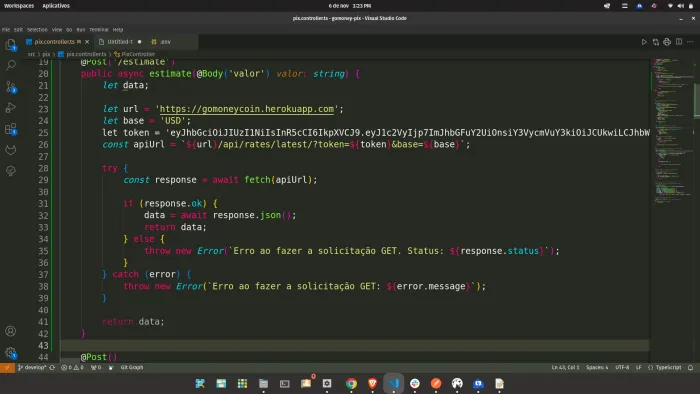 Workspaces Aplicativos 6 de nov 3:23 PM
pix.controller.ts - gomoney-pix - Visual Studio Code
File Edit Selection View Go Run Terminal Help
pix.controller.ts M Untitled-1 .env
src > pix > pix.controller.ts > PixController
19 @Post('/estimate')
20 public async estimate(@Body('valor') valor: string) {
21 let data;
22
23 let url = 'https://gomoneycoin.herokuapp.com';
24 let base = 'USD';
25 let token = 'eyJhbGciOiJIUzI1NiIsInR5cCI6IkpXVCJ9.
26 const apiUrl = `${url}/api/rates/latest/?token=${token}&base=${base}`;
27
28 try {
29 const response = await fetch(apiUrl);
30
31 if (response.ok) {
32 data = await response.json();
33 return data;
34 } else {
35 throw new Error(`Erro ao fazer a solicitação GET. Status: ${response.status}`);
36 }
37 } catch (error) {
38 throw new Error(`Erro ao fazer a solicitação GET: ${error.message}`);
39 }
40
41 return data;
42 }
43
44 @Post()
develop* 0 0 0 Git Graph Ln 43, Col 1 Spaces: 4 UTF-8 LF {} TypeScript